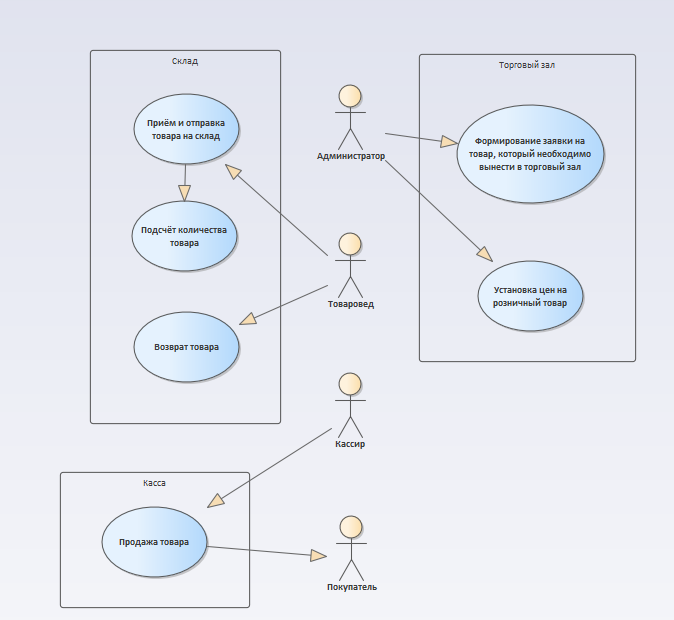 Склад
Приём и отправка
товара на склад
Подсчёт количества
товара
Возврат товара
Администратор
Товаровед
Кассир
Покупатель
Торговый зал
Формирование заявки на
товар, который необходимо
вынести в торговый зал
Установка цен на
розничный товар
Касса
Продажа товара